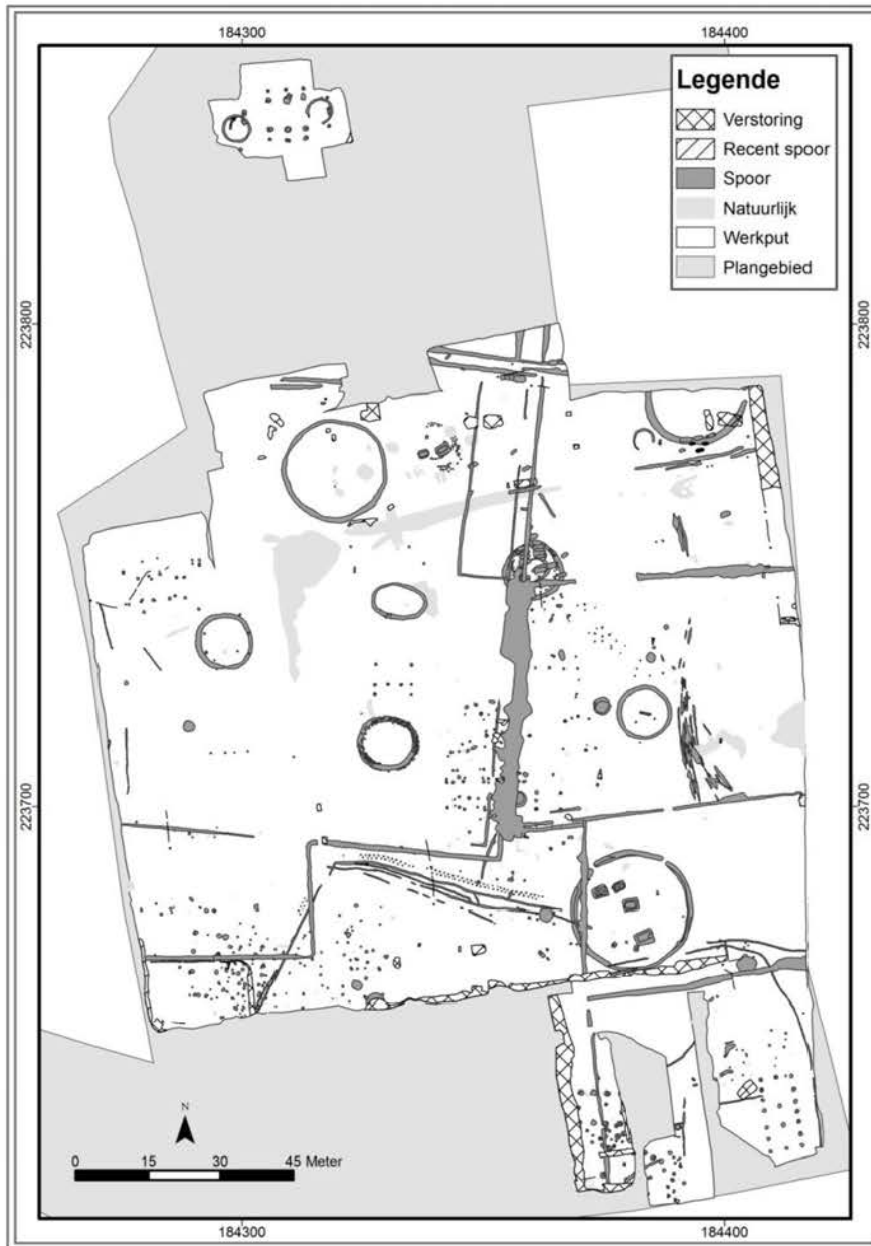 184300
184400
Legende
Verstoring
Recent spoor
Spoor
Natuurlijk
Werkput
Plangebied
223800
223800
223700
223700
N
0 15 30 45 Meter
184300
184400